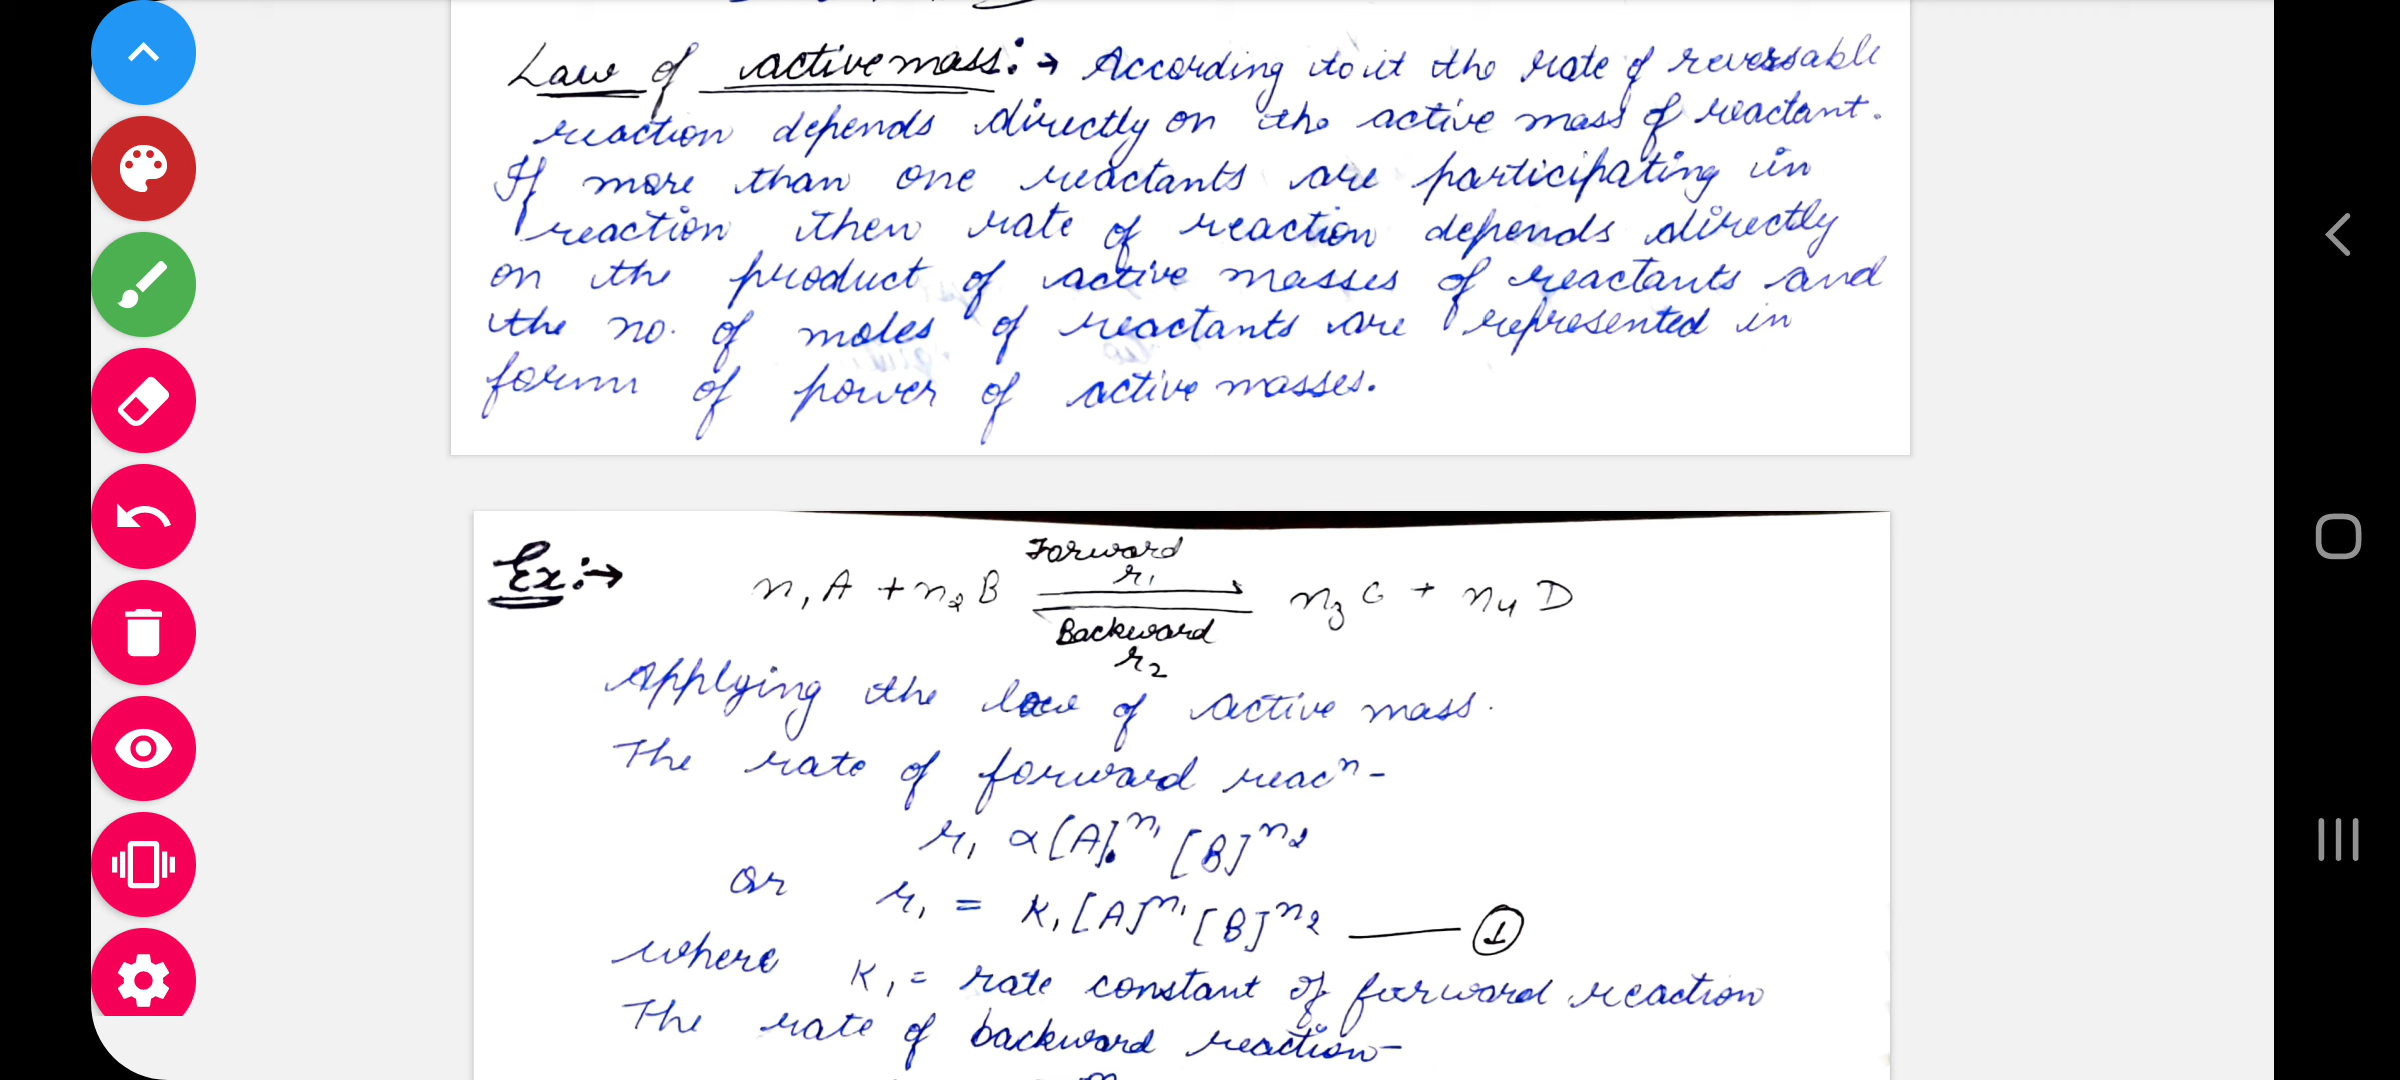 Law of active mass:→ According to it the rate of reversable
reaction depends directly on the active mass of reactant.
If more than one reactants are participating in
reaction then rate of reaction depends directly
on the product of active masses of reactants and
the no. of moles of reactants are represented in
form of power of active masses.
Ex:→
Forward
r₁
n₁A + n₂B ⇌ n₃C + n₄D
Backward
r₂
Applying the law of active mass.
The rate of forward reacⁿ-
r₁ α [A]ⁿ¹ [B]ⁿ²
or r₁ = K₁[A]ⁿ¹[B]ⁿ² —— ①
where K₁ = rate constant of forward reaction
The rate of backward reaction-